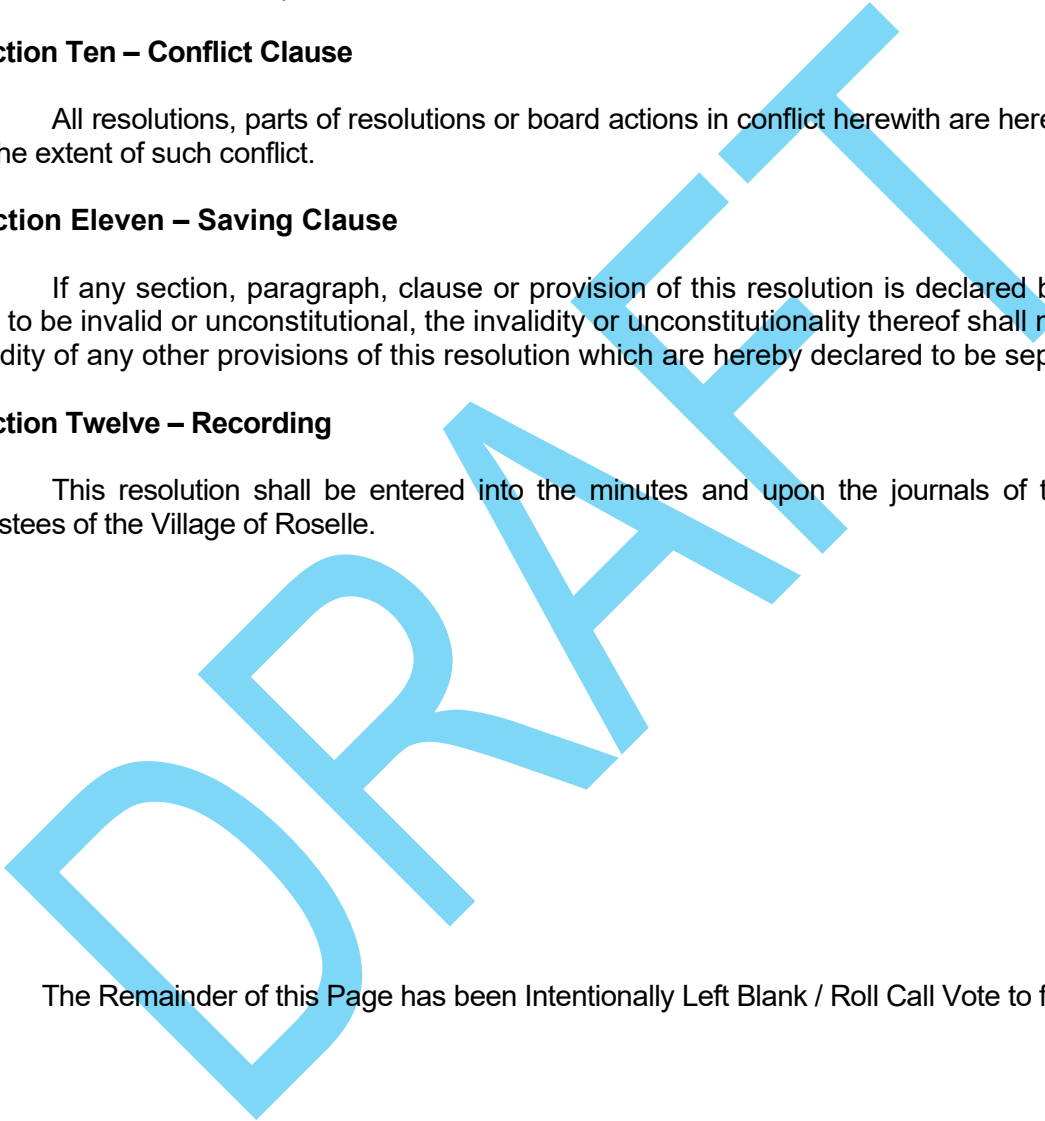 ction Ten – Conflict Clause
All resolutions, parts of resolutions or board actions in conflict herewith are here
he extent of such conflict.
ction Eleven – Saving Clause
If any section, paragraph, clause or provision of this resolution is declared b
to be invalid or unconstitutional, the invalidity or unconstitutionality thereof shall
dity of any other provisions of this resolution which are hereby declared to be sep
ction Twelve – Recording
This resolution shall be entered into the minutes and upon the journals of t
stees of the Village of Roselle.
The Remainder of this Page has been Intentionally Left Blank / Roll Call Vote to f
DRAFT